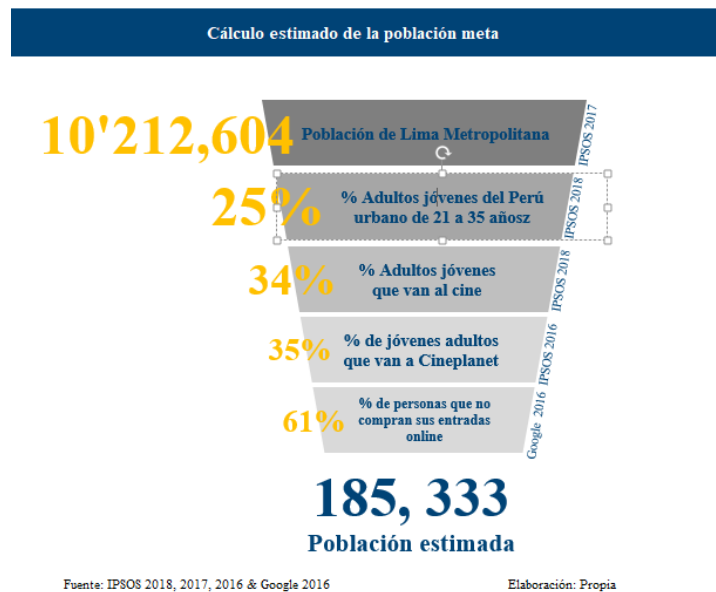 Cálculo estimado de la población meta
10'212,604
Población de Lima Metropolitana
IPSOS 2017
25%
% Adultos jóvenes del Perú
urbano de 21 a 35 añosz
IPSOS 2018
34%
% Adultos jóvenes
que van al cine
IPSOS 2018
35%
% de jóvenes adultos
que van a Cineplanet
IPSOS 2016
61%
% de personas que no
compran sus entradas
online
Google 2016
185, 333
Población estimada
Fuente: IPSOS 2018, 2017, 2016 & Google 2016
Elaboración: Propia